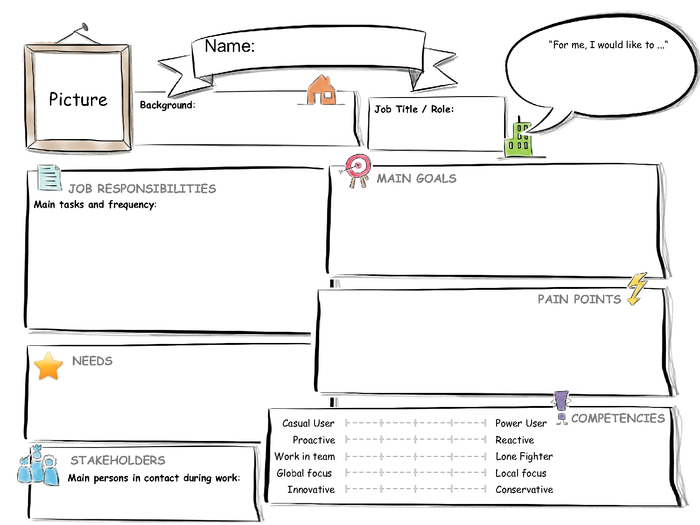 Name:
"For me, I would like to ..."
Picture
Background:
Job Title / Role:
JOB RESPONSIBILITIES
Main tasks and frequency:
MAIN GOALS
PAIN POINTS
NEEDS
COMPETENCIES
Casual User Power User
Proactive Reactive
Work in team Lone Fighter
Global focus Local focus
Innovative Conservative
STAKEHOLDERS
Main persons in contact during work: